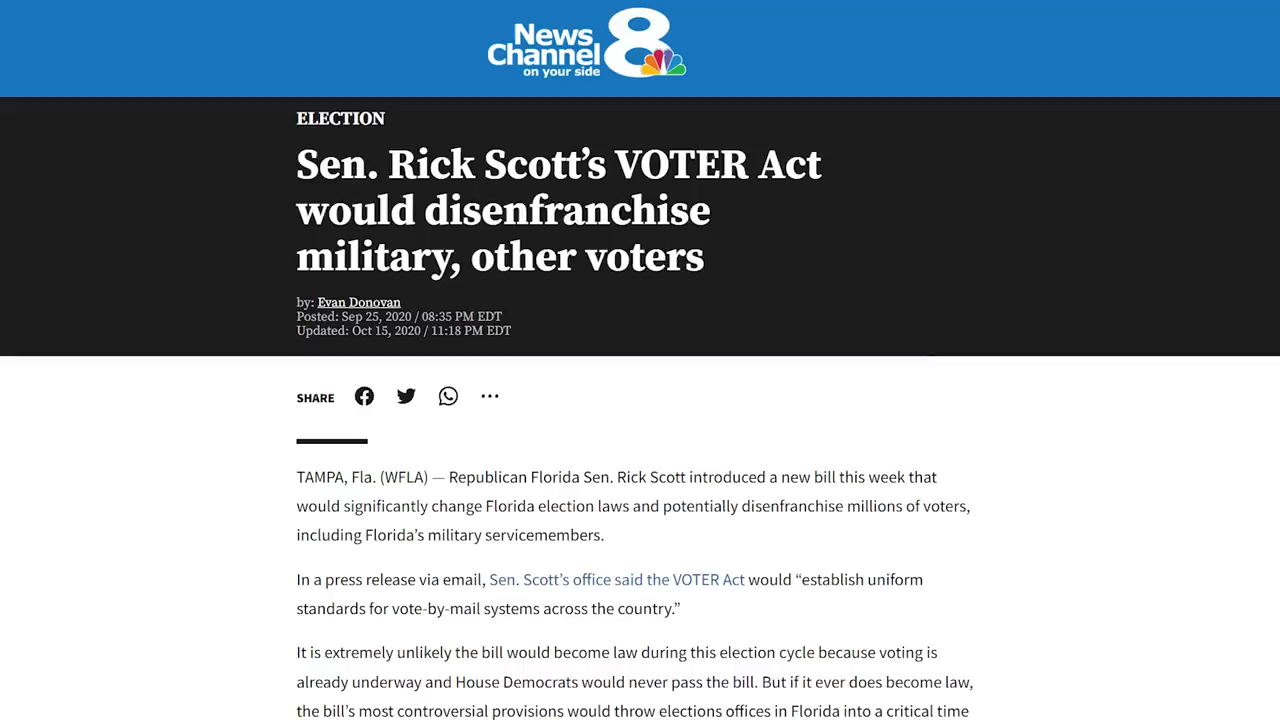 News
Channel 8
on your side
ELECTION
Sen. Rick Scott’s VOTER Act
would disenfranchise
military, other voters
by: Evan Donovan
Posted: Sep 25, 2020 / 08:35 PM EDT
Updated: Oct 15, 2020 / 11:18 PM EDT
SHARE
TAMPA, Fla. (WFLA) — Republican Florida Sen. Rick Scott introduced a new bill this week that
would significantly change Florida election laws and potentially disenfranchise millions of voters,
including Florida’s military servicemembers.
In a press release via email, Sen. Scott’s office said the VOTER Act would “establish uniform
standards for vote-by-mail systems across the country.”
It is extremely unlikely the bill would become law during this election cycle because voting is
already underway and House Democrats would never pass the bill. But if it ever does become law,
the bill’s most controversial provisions would throw elections offices in Florida into a critical time